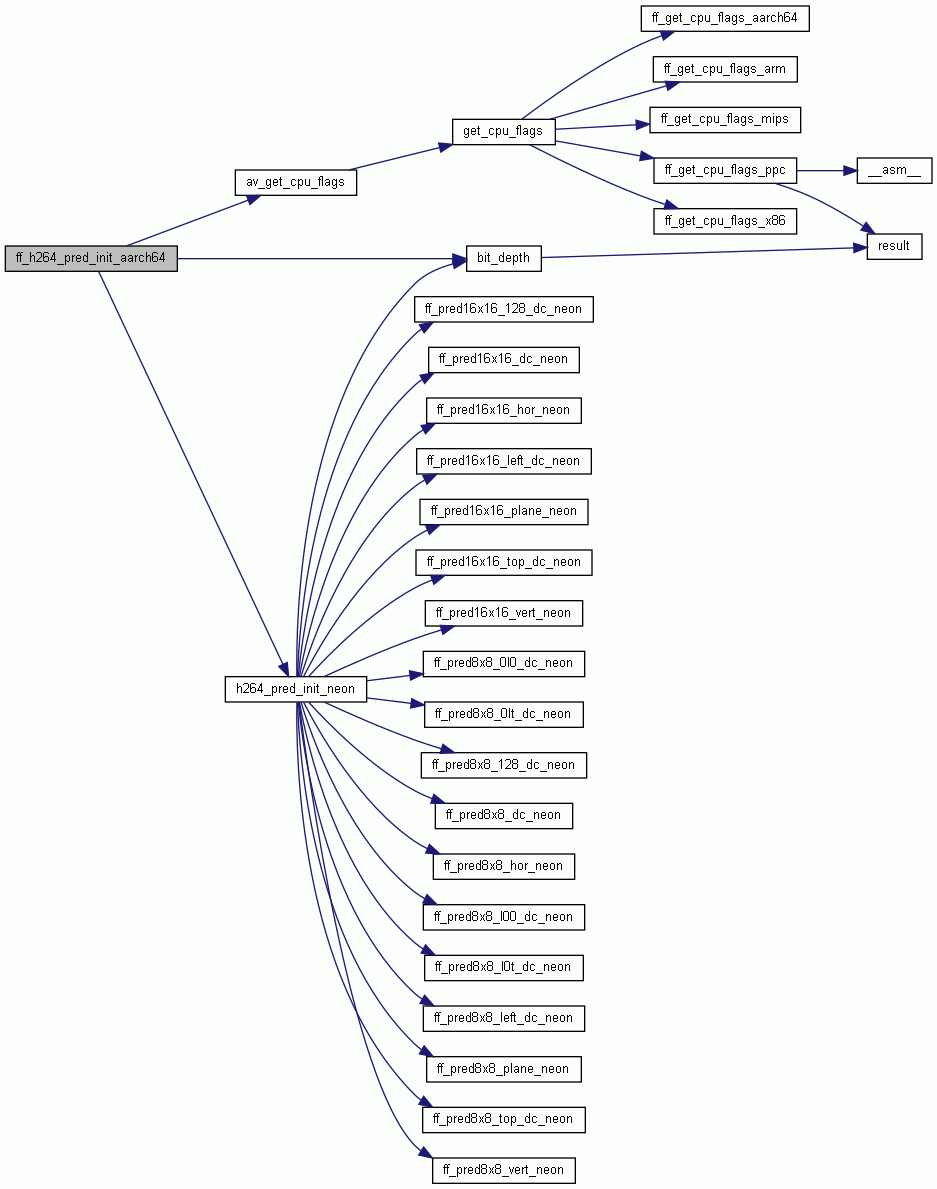 ff_get_cpu_flags_aarch64
ff_get_cpu_flags_arm
ff_get_cpu_flags_mips
get_cpu_flags
ff_get_cpu_flags_ppc
__asm__
av_get_cpu_flags
ff_get_cpu_flags_x86
result
ff_h264_pred_init_aarch64
bit_depth
ff_pred16x16_128_dc_neon
ff_pred16x16_dc_neon
ff_pred16x16_hor_neon
ff_pred16x16_left_dc_neon
ff_pred16x16_plane_neon
ff_pred16x16_top_dc_neon
ff_pred16x16_vert_neon
ff_pred8x8_0l0_dc_neon
h264_pred_init_neon
ff_pred8x8_0lt_dc_neon
ff_pred8x8_128_dc_neon
ff_pred8x8_dc_neon
ff_pred8x8_hor_neon
ff_pred8x8_l00_dc_neon
ff_pred8x8_l0t_dc_neon
ff_pred8x8_left_dc_neon
ff_pred8x8_plane_neon
ff_pred8x8_top_dc_neon
ff_pred8x8_vert_neon